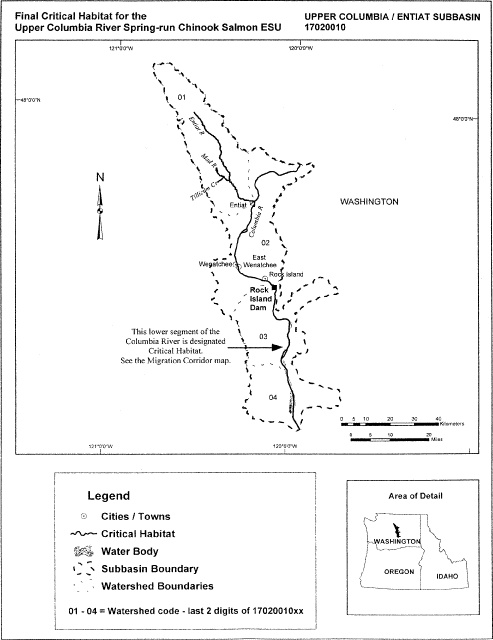 Final Critical Habitat for the
Upper Columbia River Spring-run Chinook Salmon ESU
UPPER COLUMBIA / ENTIAT SUBBASIN
17020010
121°0'0"W
120°0'0"W
48°0'0"N
48°0'0"N
01
Entiat R
Mad R
Tillicum Cr
N
WASHINGTON
Entiat
Columbia R
02
East
Wenatchee
Wenatchee
Rock Island
Rock
Island
Dam
This lower segment of the
Columbia River is designated
Critical Habitat.
See the Migration Corridor map.
03
04
0 5 10 20 30 40
Kilometers
0 5 10 20
Miles
121°0'0"W
120°0'0"W
Legend
Cities / Towns
Critical Habitat
Water Body
Subbasin Boundary
Watershed Boundaries
01 - 04 = Watershed code - last 2 digits of 17020010xx
Area of Detail
WASHINGTON
OREGON
IDAHO